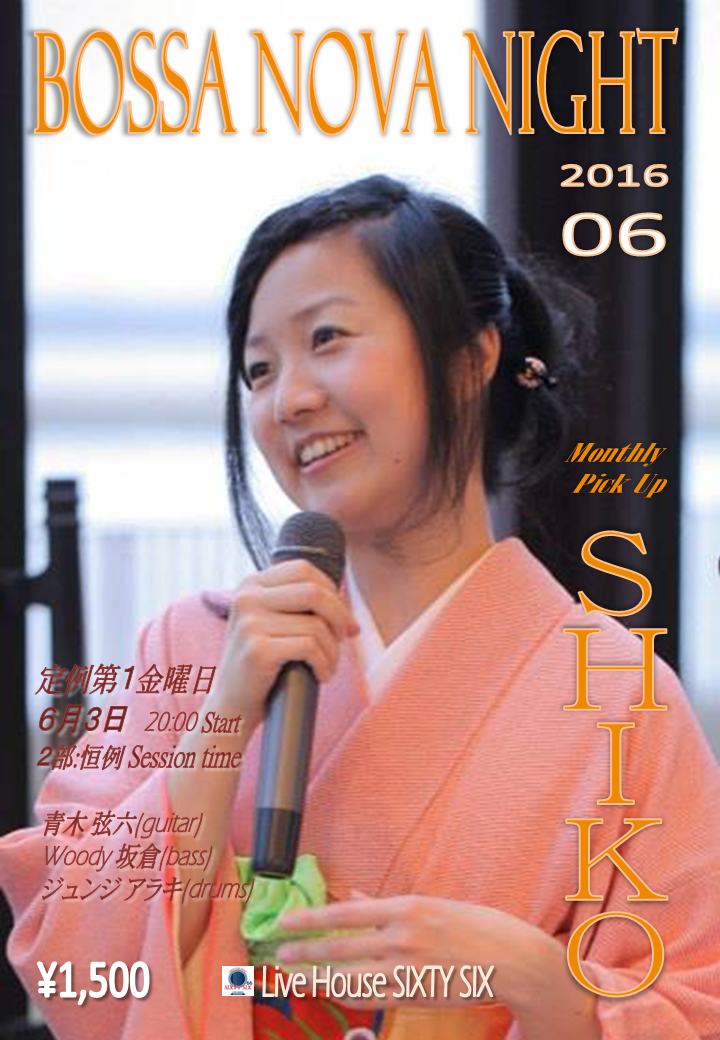 BOSSA NOVA NIGHT
2016
06
Monthly
Pick Up
SHIKO
定例第1金曜日
6月3日 20:00 Start
2部:恒例 Session time
青木 弦六(guitar)
Woody 坂倉(bass)
ジュンジ アラキ(drums)
¥1,500
SIXTY SIX
Live House SIXTY SIX